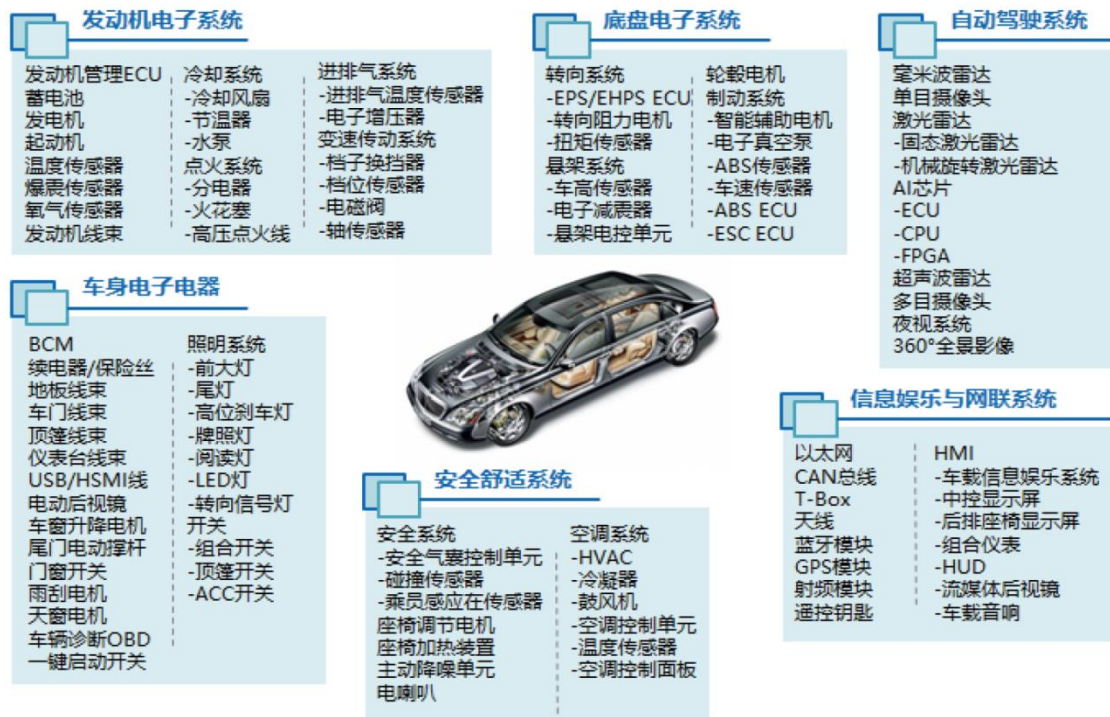 发动机电子系统
发动机管理ECU
蓄电池
发电机
起动机
温度传感器
爆震传感器
氧气传感器
发动机线束
冷却系统
-冷却风扇
-节温器
-水泵
点火系统
-分电器
-火花塞
-高压点火线
进排气系统
-进排气温度传感器
-电子增压器
变速传动系统
-档子换挡器
-档位传感器
-电磁阀
-轴传感器
底盘电子系统
转向系统
-EPS/EHPS ECU
-转向阻力电机
-扭矩传感器
悬架系统
-车高传感器
-电子减震器
-悬架电控单元
轮毂电机
制动系统
-智能辅助电机
-电子真空泵
-ABS传感器
-车速传感器
-ABS ECU
-ESC ECU
自动驾驶系统
毫米波雷达
单目摄像头
激光雷达
-固态激光雷达
-机械旋转激光雷达
AI芯片
-ECU
-CPU
-FPGA
超声波雷达
多目摄像头
夜视系统
360°全景影像
车身电子电器
BCM
续电器/保险丝
地板线束
车门线束
顶篷线束
仪表台线束
USB/HSMI线
电动后视镜
车窗升降电机
尾门电动撑杆
门窗开关
雨刮电机
天窗电机
车辆诊断OBD
一键启动开关
照明系统
-前大灯
-尾灯
-高位刹车灯
-牌照灯
-阅读灯
-LED灯
-转向信号灯
开关
-组合开关
-顶篷开关
-ACC开关
安全舒适系统
安全系统
-安全气囊控制单元
-碰撞传感器
-乘员感应在传感器
座椅调节电机
座椅加热装置
主动降噪单元
电喇叭
空调系统
-HVAC
-冷凝器
-鼓风机
-空调控制单元
-温度传感器
-空调控制面板
信息娱乐与网联系统
以太网
CAN总线
T-Box
天线
蓝牙模块
GPS模块
射频模块
遥控钥匙
HMI
-车载信息娱乐系统
-中控显示屏
-后排座椅显示屏
-组合仪表
-HUD
-流媒体后视镜
-车载音响